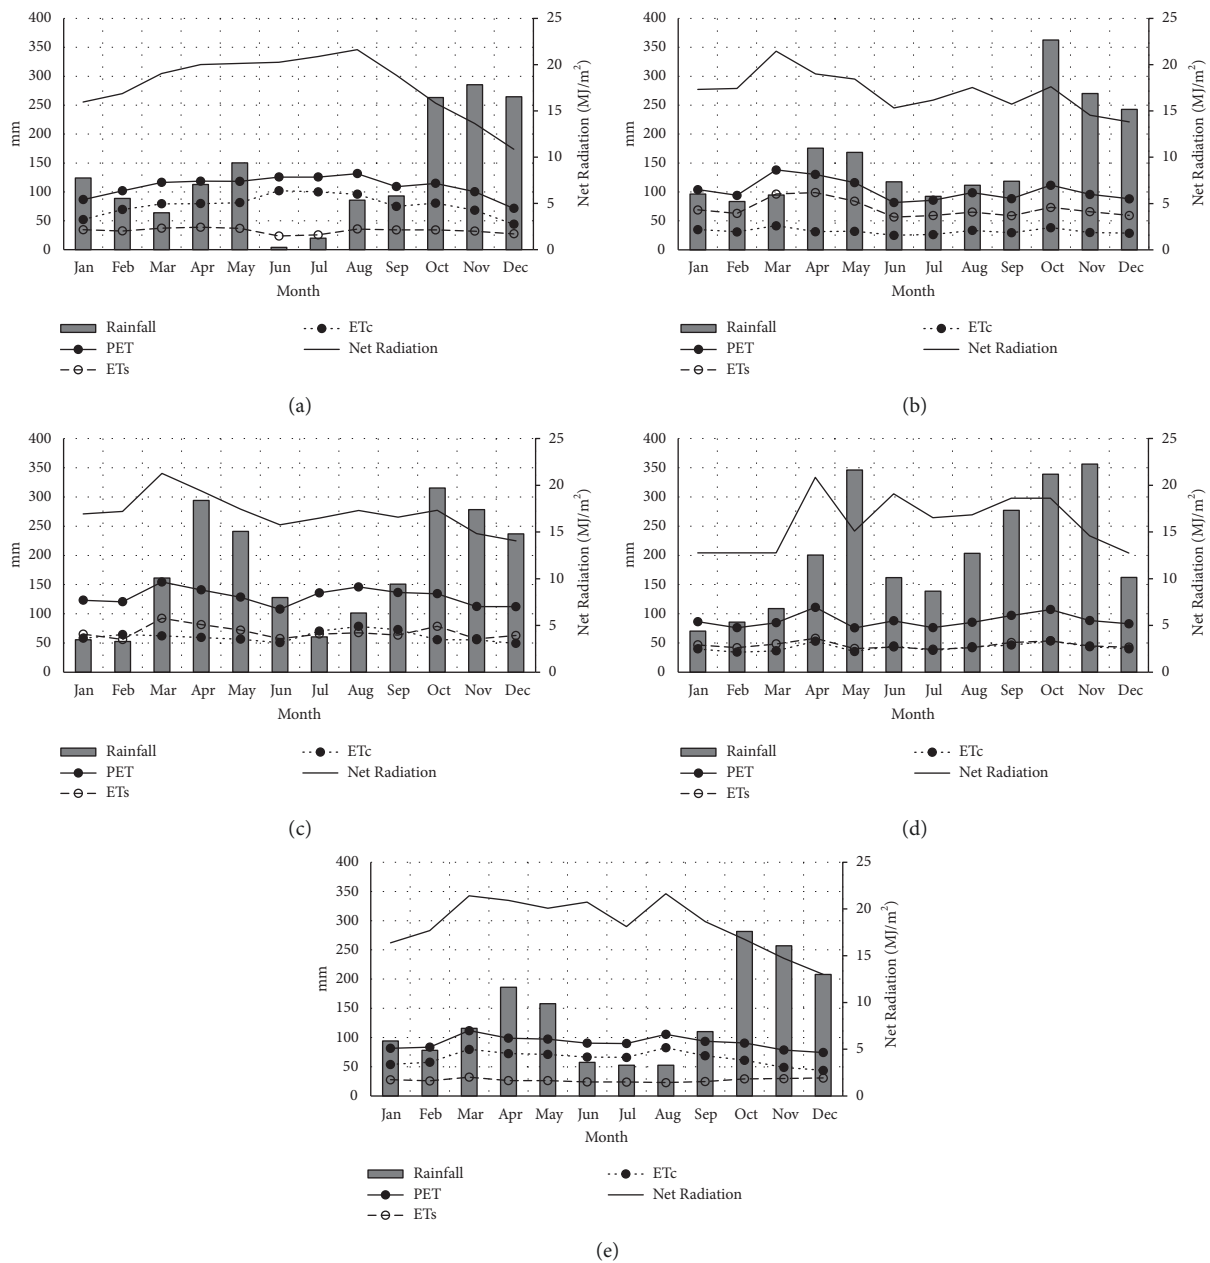 400
350
300
250
200
150
100
50
0
mm
25
20
15
10
5
0
Net Radiation (MJ/m²)
Jan Feb Mar Apr May Jun Jul Aug Sep Oct Nov Dec
Month
Rainfall
PET
ETs
ETc
Net Radiation
(a)
400
350
300
250
200
150
100
50
0
mm
25
20
15
10
5
0
Net Radiation (MJ/m²)
Jan Feb Mar Apr May Jun Jul Aug Sep Oct Nov Dec
Month
Rainfall
PET
ETs
ETc
Net Radiation
(b)
400
350
300
250
200
150
100
50
0
mm
25
20
15
10
5
0
Net Radiation (MJ/m²)
Jan Feb Mar Apr May Jun Jul Aug Sep Oct Nov Dec
Month
Rainfall
PET
ETs
ETc
Net Radiation
(c)
400
350
300
250
200
150
100
50
0
mm
25
20
15
10
5
0
Net Radiation (MJ/m²)
Jan Feb Mar Apr May Jun Jul Aug Sep Oct Nov Dec
Month
Rainfall
PET
ETs
ETc
Net Radiation
(d)
400
350
300
250
200
150
100
50
0
mm
25
20
15
10
5
0
Net Radiation (MJ/m²)
Jan Feb Mar Apr May Jun Jul Aug Sep Oct Nov Dec
Month
Rainfall
PET
ETs
ETc
Net Radiation
(e)